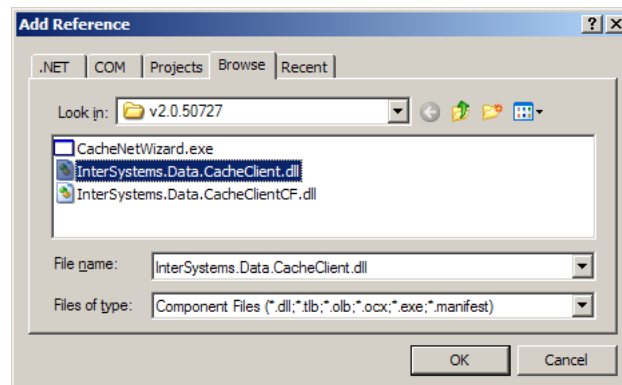 Add Reference
.NET COM Projects Browse Recent
Look in: v2.0.50727
CacheNetWizard.exe
InterSystems.Data.CacheClient.dll
InterSystems.Data.CacheClientCF.dll
File name: InterSystems.Data.CacheClient.dll
Files of type: Component Files (*.dll;*.tlb;*.olb;*.ocx;*.exe;*.manifest)
OK Cancel